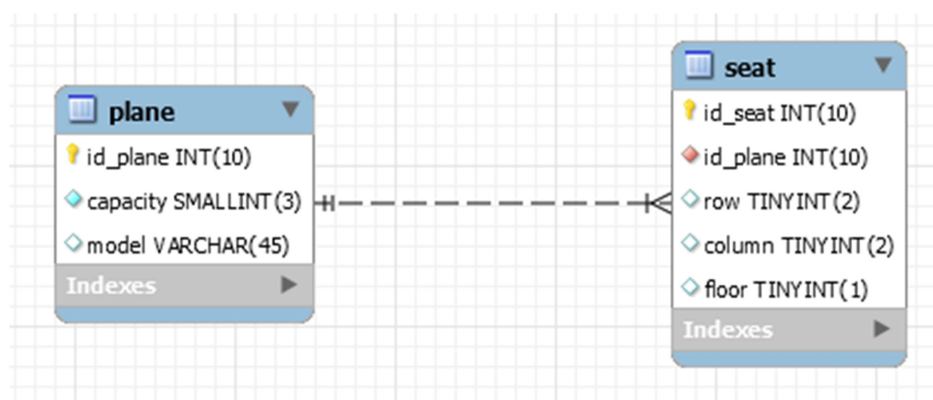 plane
id_plane INT(10)
capacity SMALLINT(3)
model VARCHAR(45)
Indexes
seat
id_seat INT(10)
id_plane INT(10)
row TINYINT(2)
column TINYINT(2)
floor TINYINT(1)
Indexes